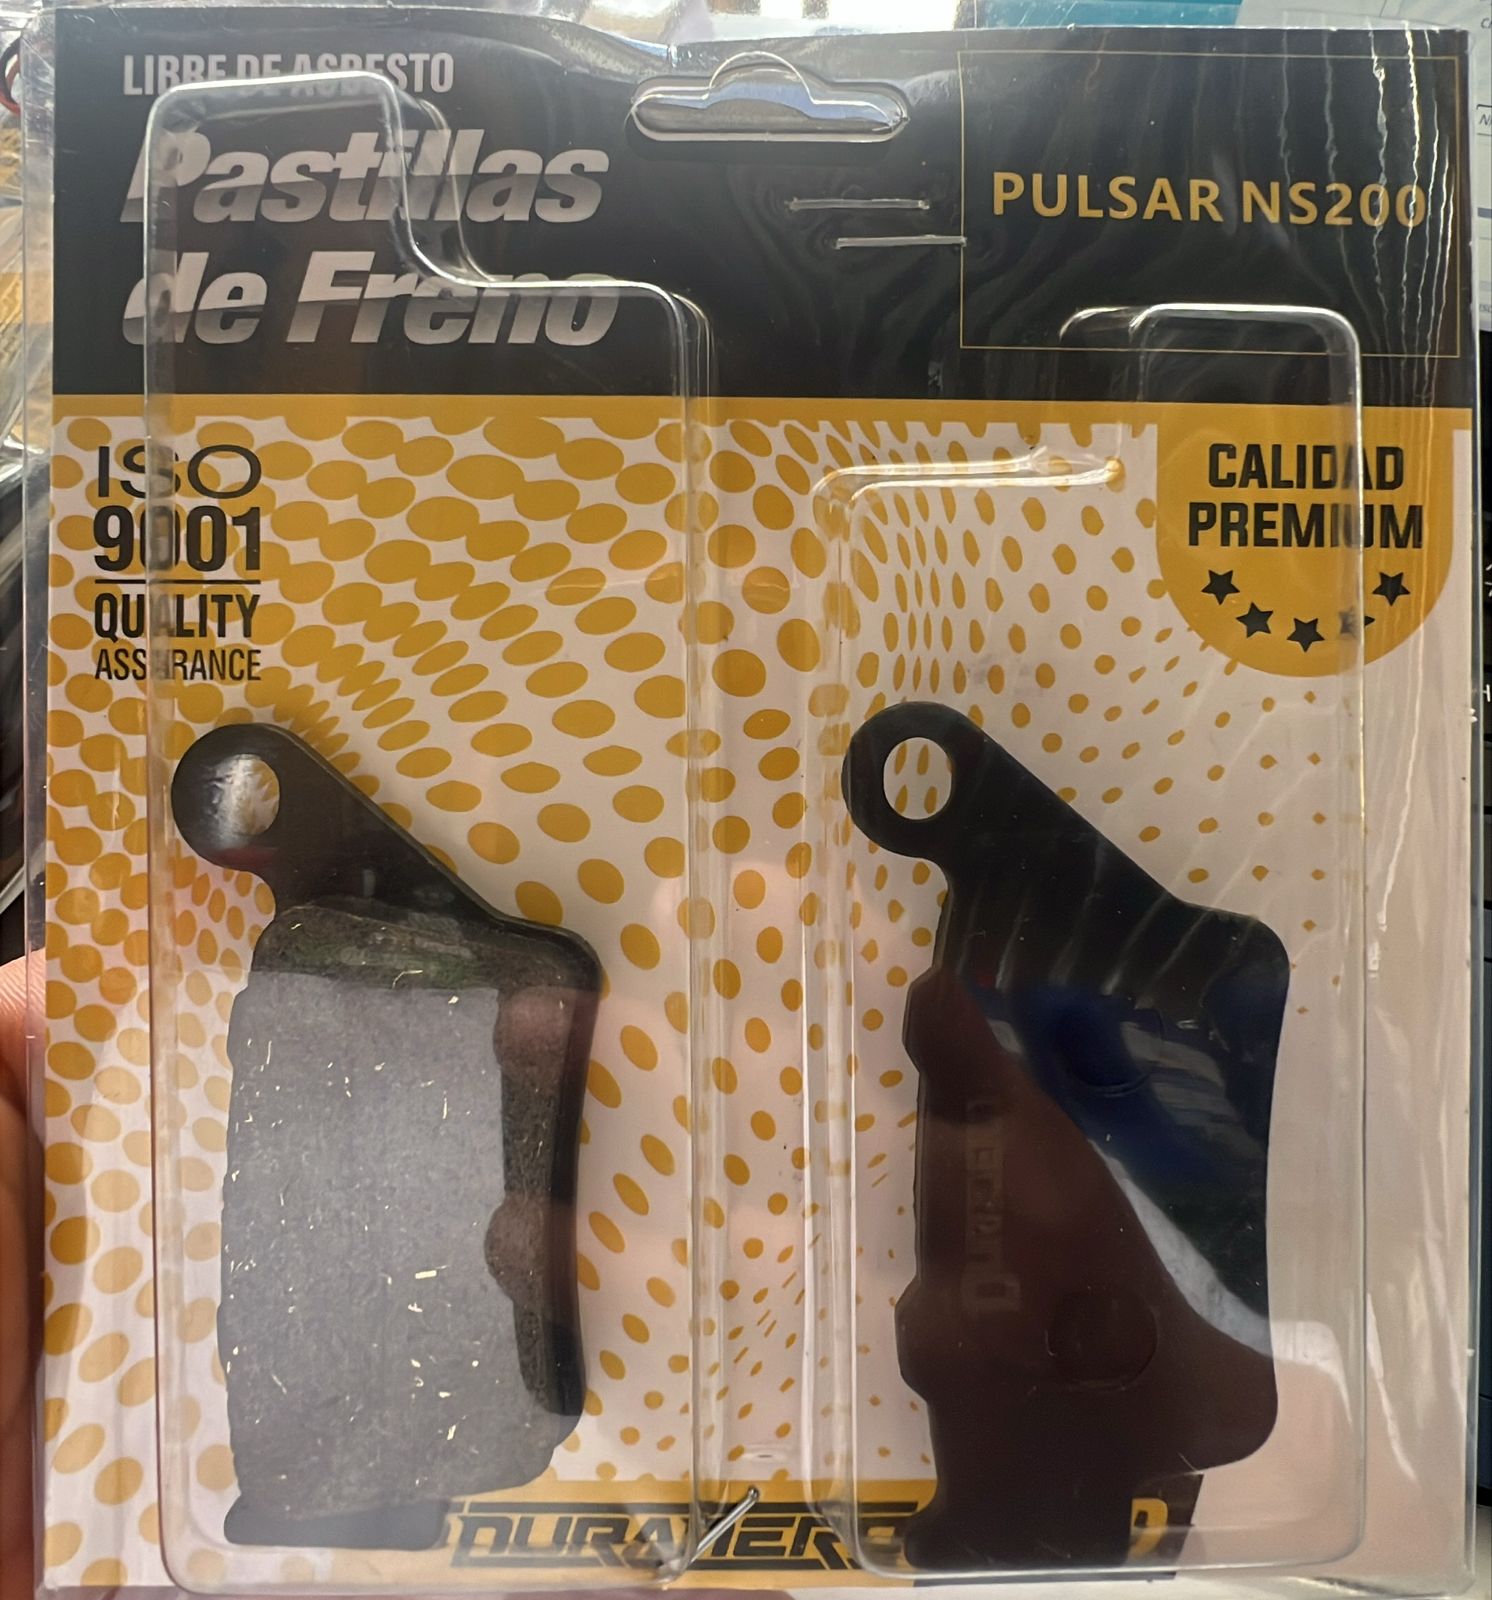 LIBRE DE ASBESTO
Pastillas
de Freno
PULSAR NS200
ISO
9001
QUALITY
ASSURANCE
CALIDAD
PREMIUM